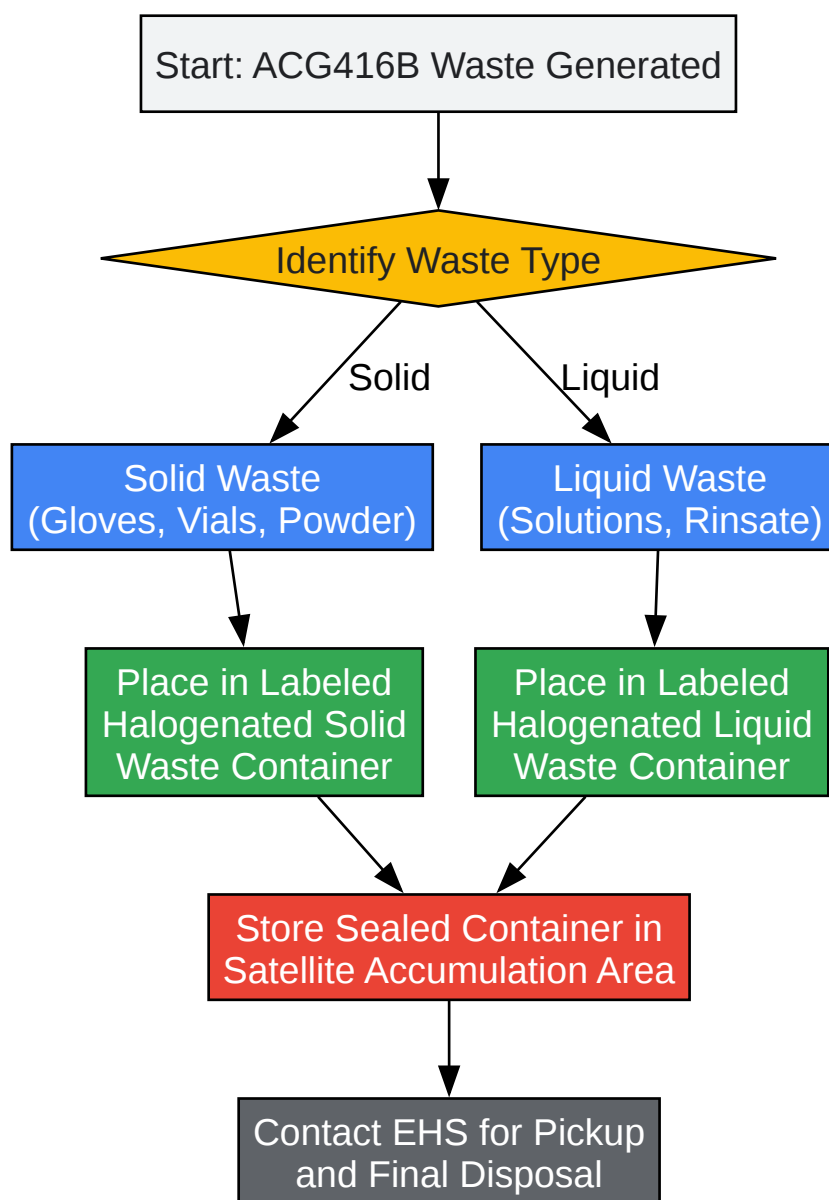 Start: ACG416B Waste Generated
Identify Waste Type
Solid
Liquid
Solid Waste
(Gloves, Vials, Powder)
Liquid Waste
(Solutions, Rinsate)
Place in Labeled
Halogenated Solid
Waste Container
Place in Labeled
Halogenated Liquid
Waste Container
Store Sealed Container in
Satellite Accumulation Area
Contact EHS for Pickup
and Final Disposal